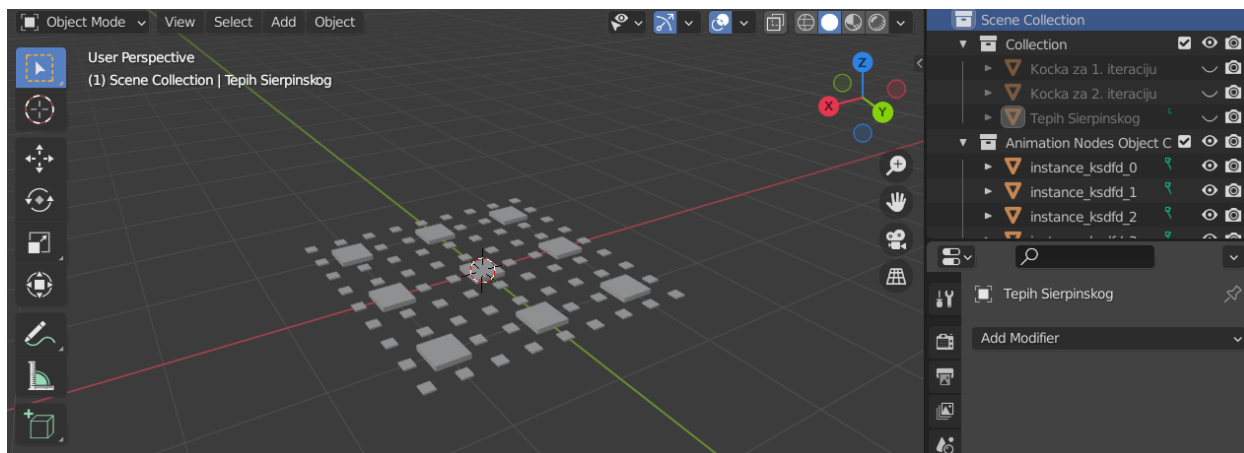 Object Mode View Select Add Object
User Perspective
(1) Scene Collection | Tepih Sierpinskog
Z
X
Y
Scene Collection
Collection
Kocka za 1. iteraciju
Kocka za 2. iteraciju
Tepih Sierpinskog
Animation Nodes Object C
instance_ksdfd_0
instance_ksdfd_1
instance_ksdfd_2
Tepih Sierpinskog
Add Modifier